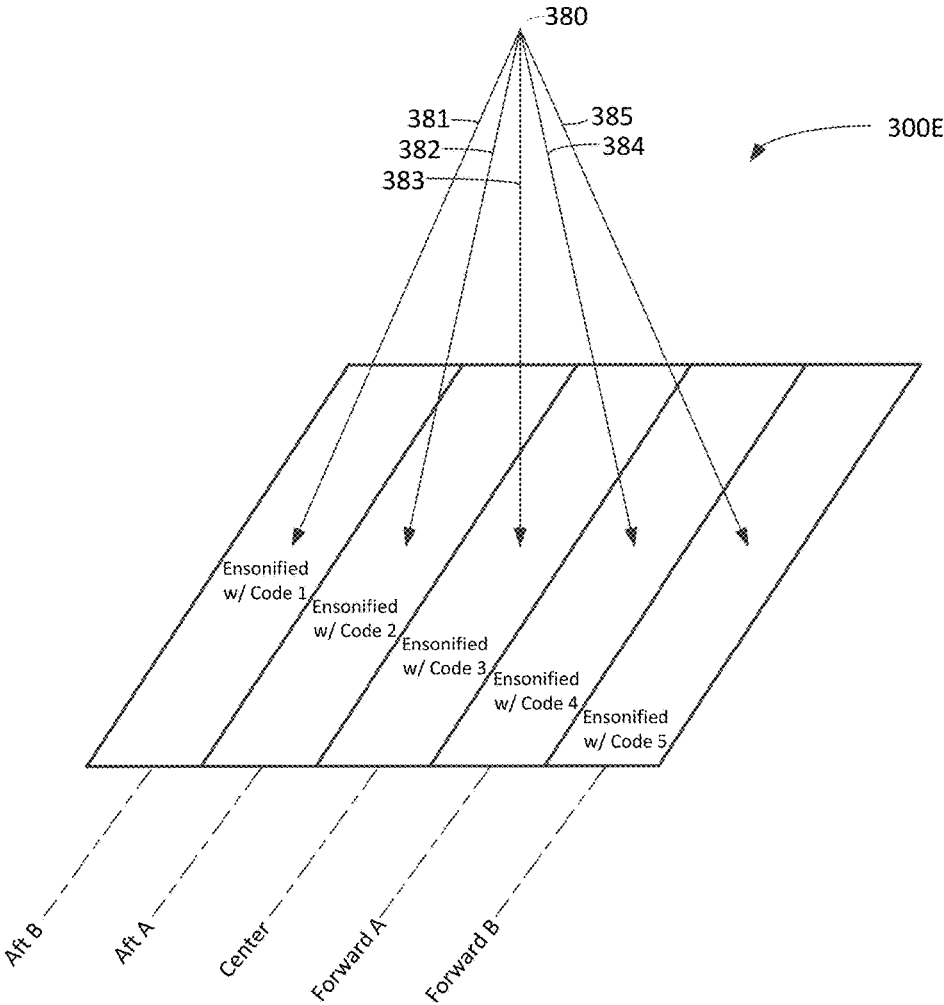 380
381
385
300E
382
384
383
Ensonified
w/ Code 1
Ensonified
w/ Code 2
Ensonified
w/ Code 3
Ensonified
w/ Code 4
Ensonified
w/ Code 5
Aft B
Aft A
Center
Forward A
Forward B